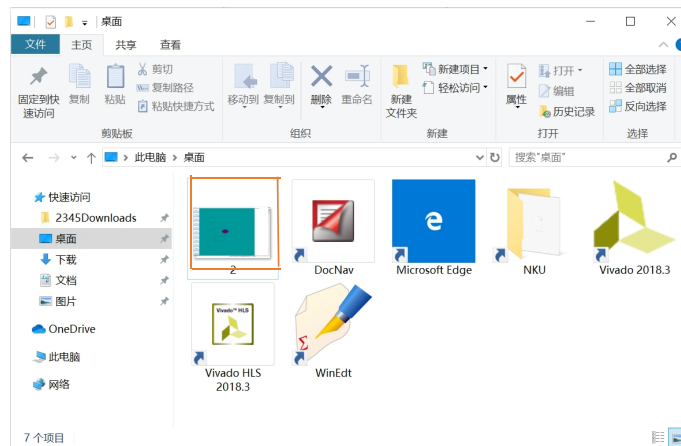 桌面
文件 主页 共享 查看
固定到快速访问
复制
粘贴
剪切
复制路径
粘贴快捷方式
剪贴板
移动到
复制到
删除
重命名
组织
新建文件夹
新建项目
轻松访问
新建
属性
打开
编辑
历史记录
打开
全部选择
全部取消
反向选择
选择
此电脑 > 桌面
搜索"桌面"
快速访问
2345Downloads
桌面
下载
文档
图片
OneDrive
此电脑
网络
2
DocNav
Microsoft Edge
NKU
Vivado 2018.3
Vivado™ HLS
Vivado HLS
2018.3
WinEdt
7 个项目